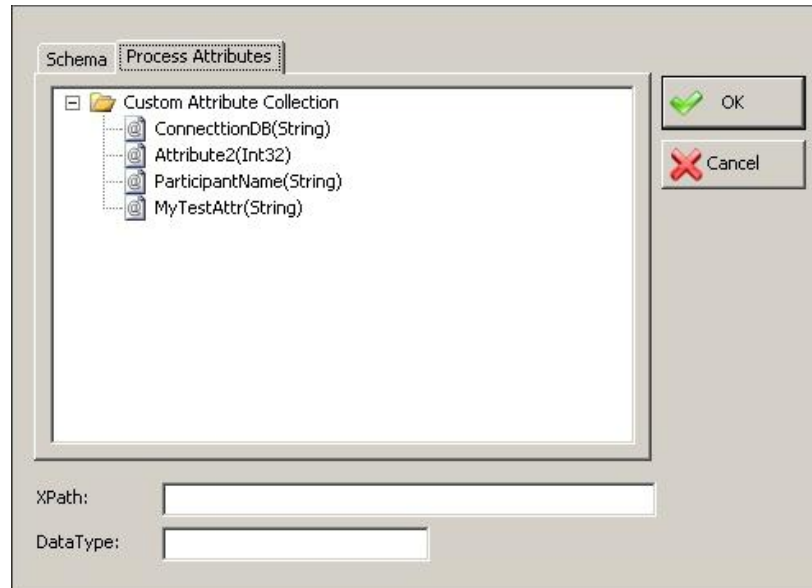 Schema
Process Attributes
Custom Attribute Collection
ConnecttionDB(String)
Attribute2(Int32)
ParticipantName(String)
MyTestAttr(String)
OK
Cancel
XPath:
DataType: